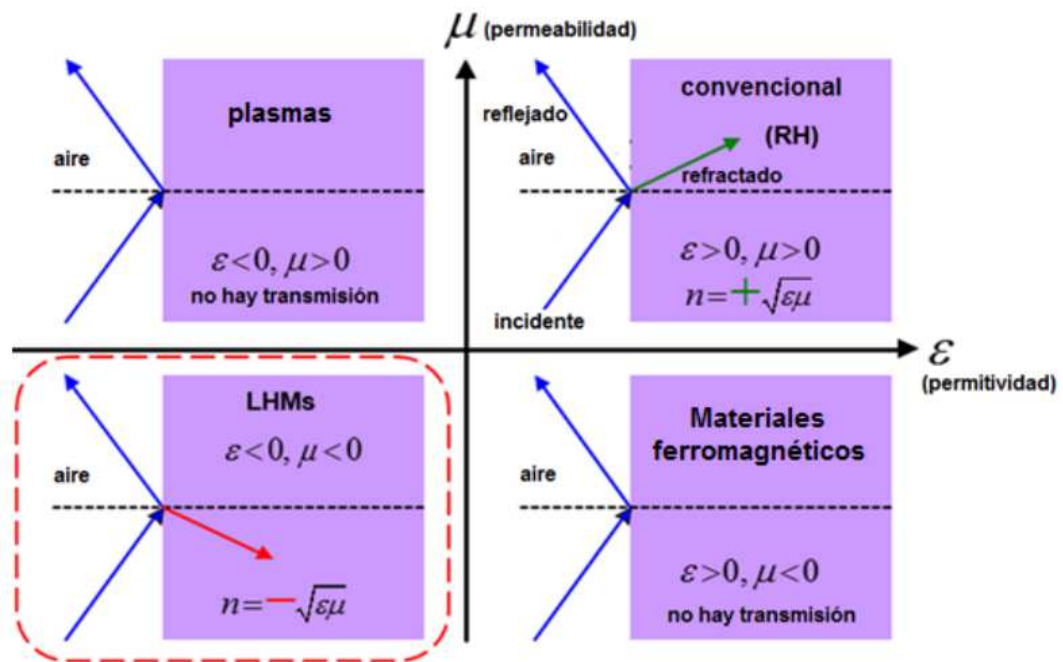 μ (permeabilidad)
plasmas
aire
ε<0, μ>0
no hay transmisión
convencional
(RH)
reflejado
aire
refractado
ε>0, μ>0
n=+√εμ
incidente
ε
(permitividad)
LHMs
ε<0, μ<0
aire
n=−√εμ
Materiales
ferromagnéticos
aire
ε>0, μ<0
no hay transmisión